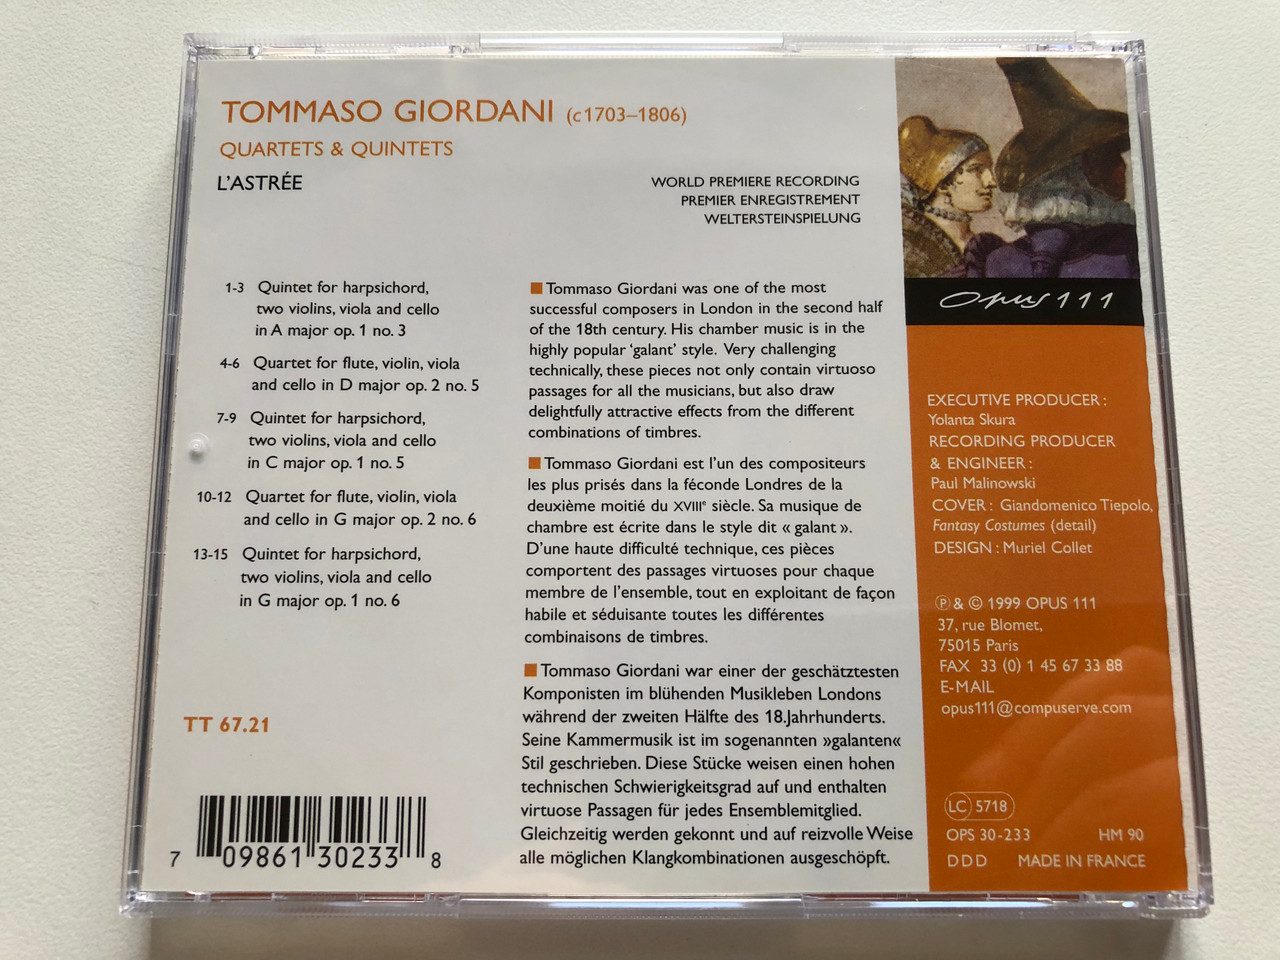 TOMMASO GIORDANI (c1703–1806)
QUARTETS & QUINTETS
L'ASTRÉE
WORLD PREMIERE RECORDING
PREMIER ENREGISTREMENT
WELTERSTEINSPIELUNG
1-3 Quintet for harpsichord,
two violins, viola and cello
in A major op. 1 no. 3
4-6 Quartet for flute, violin, viola
and cello in D major op. 2 no. 5
7-9 Quintet for harpsichord,
two violins, viola and cello
in C major op. 1 no. 5
10-12 Quartet for flute, violin, viola
and cello in G major op. 2 no. 6
13-15 Quintet for harpsichord,
two violins, viola and cello
in G major op. 1 no. 6
TT 67.21
7 09861 30233 8
■ Tommaso Giordani was one of the most
successful composers in London in the second half
of the 18th century. His chamber music is in the
highly popular 'galant' style. Very challenging
technically, these pieces not only contain virtuoso
passages for all the musicians, but also draw
delightfully attractive effects from the different
combinations of timbres.
■ Tommaso Giordani est l'un des compositeurs
les plus prisés dans la féconde Londres de la
deuxième moitié du XVIIIe siècle. Sa musique de
chambre est écrite dans le style dit « galant ».
D'une haute difficulté technique, ces pièces
comportent des passages virtuoses pour chaque
membre de l'ensemble, tout en exploitant de façon
habile et séduisante toutes les différentes
combinaisons de timbres.
■ Tommaso Giordani war einer der geschätztesten
Komponisten im blühenden Musikleben Londons
während der zweiten Hälfte des 18.Jahrhunderts.
Seine Kammermusik ist im sogenannten »galanten«
Stil geschrieben. Diese Stücke weisen einen hohen
technischen Schwierigkeitsgrad auf und enthalten
virtuose Passagen für jedes Ensemblemitglied.
Gleichzeitig werden gekonnt und auf reizvolle Weise
alle möglichen Klangkombinationen ausgeschöpft.
Opus 111
EXECUTIVE PRODUCER :
Yolanta Skura
RECORDING PRODUCER
& ENGINEER :
Paul Malinowski
COVER : Giandomenico Tiepolo,
Fantasy Costumes (detail)
DESIGN : Muriel Collet
℗ & © 1999 OPUS 111
37, rue Blomet,
75015 Paris
FAX 33 (0) 1 45 67 33 88
E-MAIL
opus111@compuserve.com
LC 5718
OPS 30-233 HM 90
DDD MADE IN FRANCE